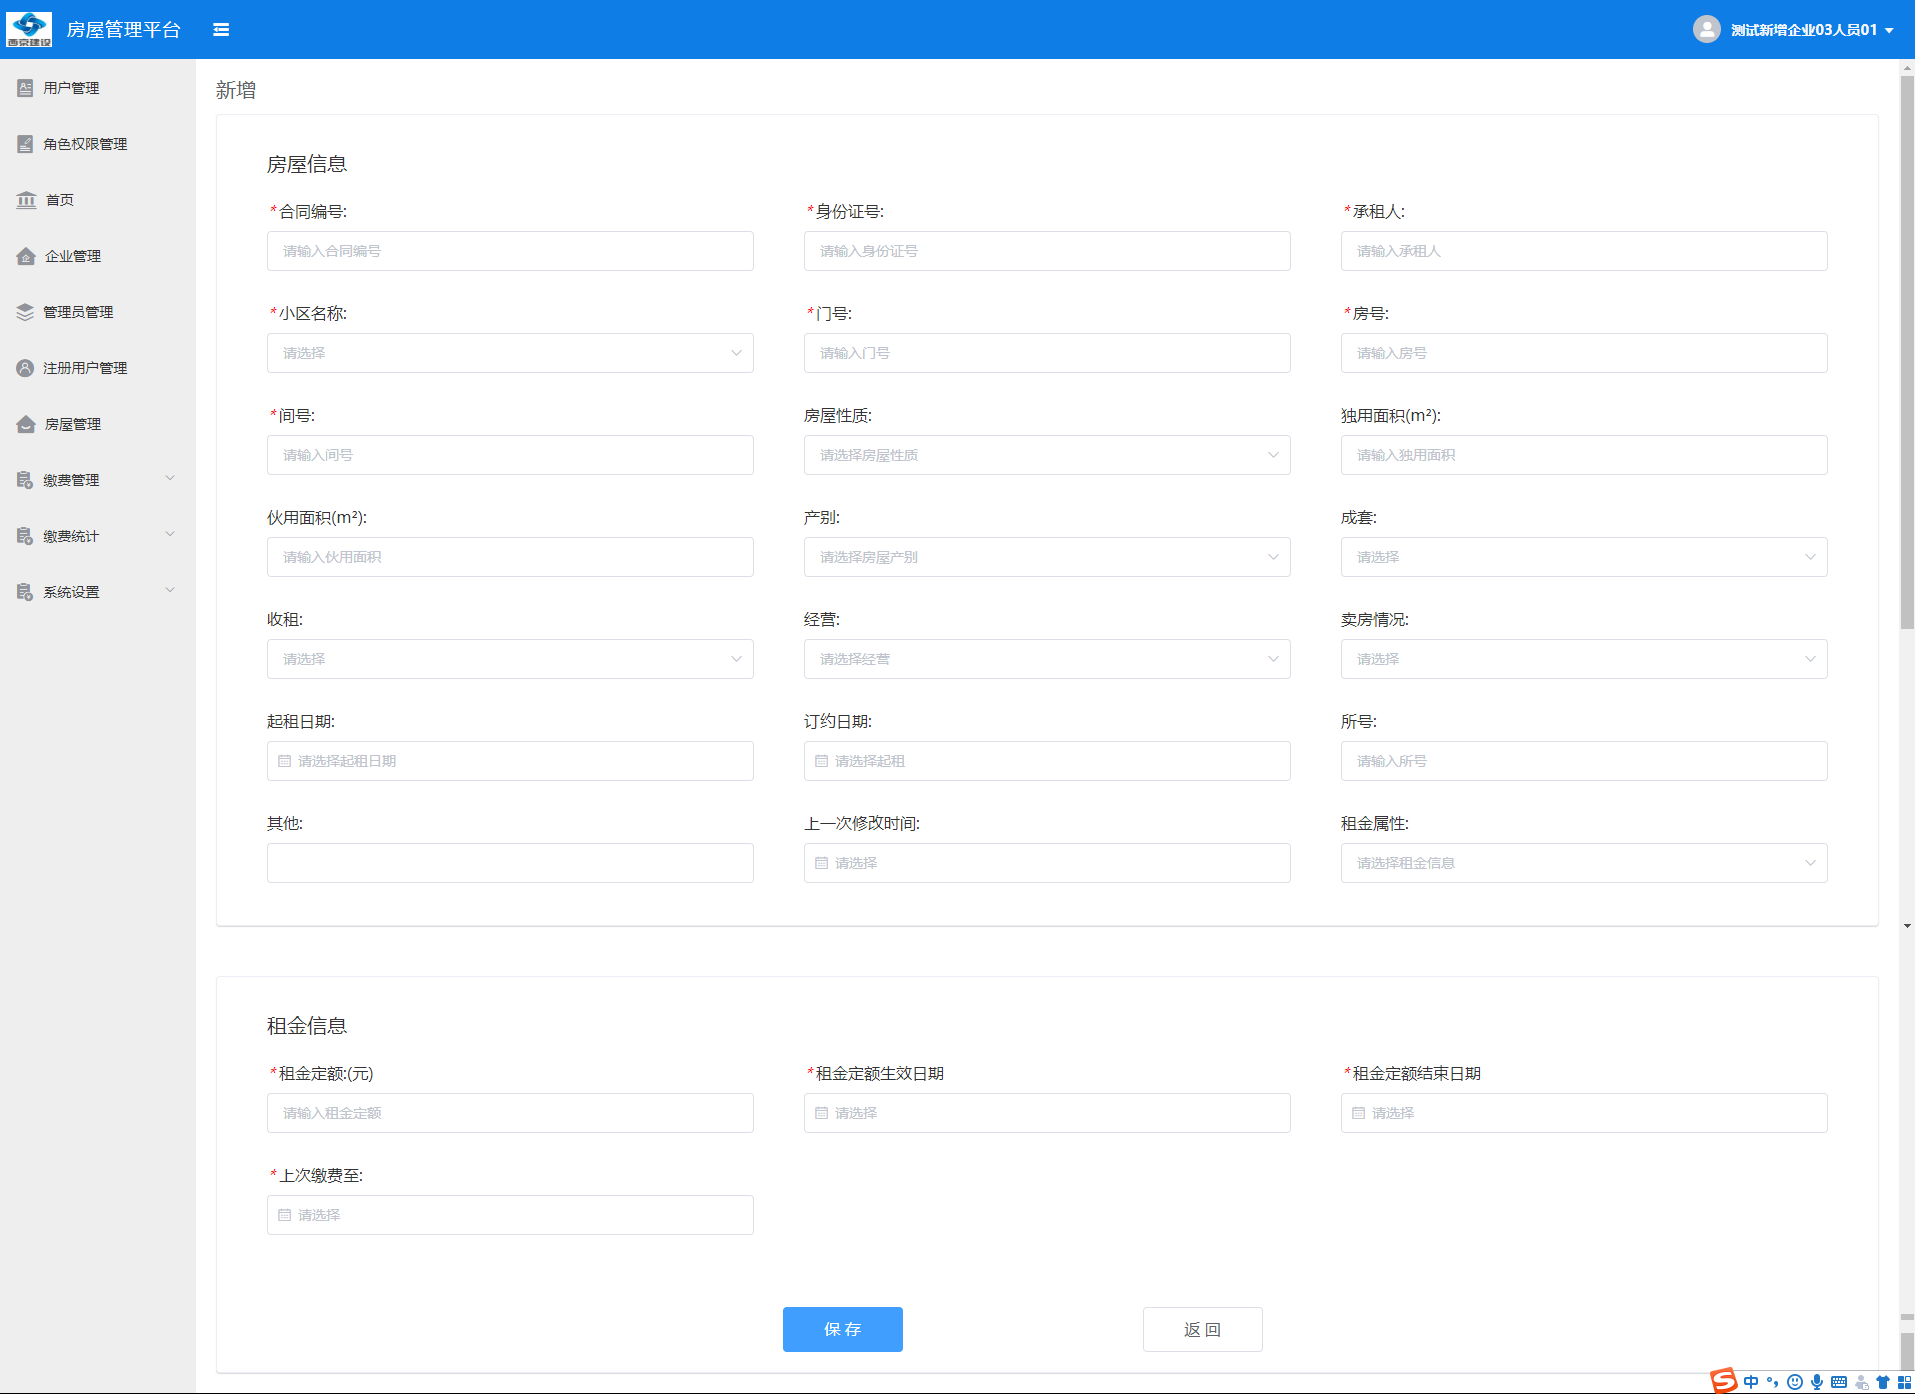 西京建设
房屋管理平台
测试新增企业03人员01
用户管理
角色权限管理
首页
企业管理
管理员管理
注册用户管理
房屋管理
缴费管理
缴费统计
系统设置
新增
房屋信息
*合同编号: *身份证号: *承租人:
请输入合同编号 请输入身份证号 请输入承租人
*小区名称: *门号: *房号:
请选择 请输入门号 请输入房号
*间号: 房屋性质: 独用面积(m²):
请输入间号 请选择房屋性质 请输入独用面积
伙用面积(m²): 产别: 成套:
请输入伙用面积 请选择房屋产别 请选择
收租: 经营: 卖房情况:
请选择 请选择经营 请选择
起租日期: 订约日期: 所号:
请选择起租日期 请选择起租 请输入所号
其他: 上一次修改时间: 租金属性:
请选择 请选择租金信息
租金信息
*租金定额:(元) *租金定额生效日期 *租金定额结束日期
请输入租金定额 请选择 请选择
*上次缴费至:
请选择
保存 返回
中